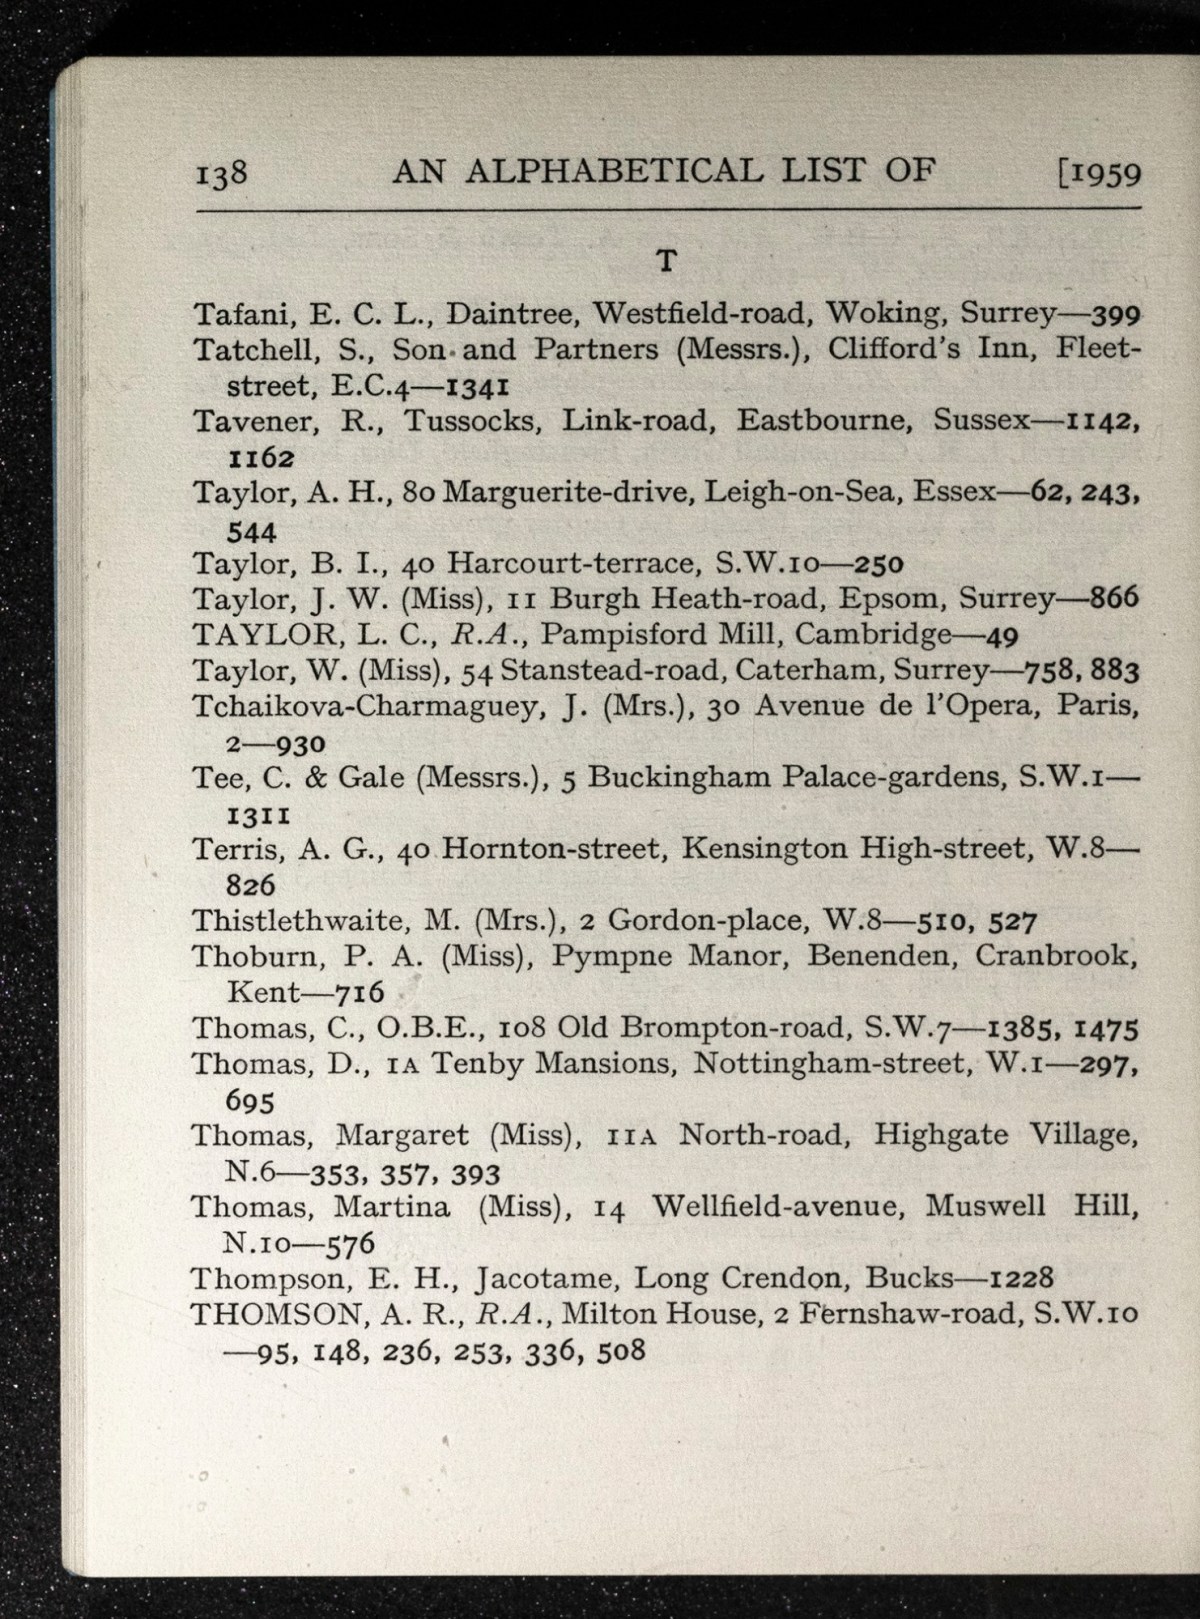 138 AN ALPHABETICAL LIST OF [1959
T
Tafani, E. C. L., Daintree, Westfield-road, Woking, Surrey—399
Tatchell, S., Son and Partners (Messrs.), Clifford's Inn, Fleet-
street, E.C.4—1341
Tavener, R., Tussocks, Link-road, Eastbourne, Sussex—1142,
1162
Taylor, A. H., 80 Marguerite-drive, Leigh-on-Sea, Essex—62, 243,
544
Taylor, B. I., 40 Harcourt-terrace, S.W.10—250
Taylor, J. W. (Miss), 11 Burgh Heath-road, Epsom, Surrey—866
TAYLOR, L. C., R.A., Pampisford Mill, Cambridge—49
Taylor, W. (Miss), 54 Stanstead-road, Caterham, Surrey—758, 883
Tchaikova-Charmaguey, J. (Mrs.), 30 Avenue de l'Opera, Paris,
2—930
Tee, C. & Gale (Messrs.), 5 Buckingham Palace-gardens, S.W.1—
1311
Terris, A. G., 40 Hornton-street, Kensington High-street, W.8—
826
Thistlethwaite, M. (Mrs.), 2 Gordon-place, W.8—510, 527
Thoburn, P. A. (Miss), Pympne Manor, Benenden, Cranbrook,
Kent—716
Thomas, C., O.B.E., 108 Old Brompton-road, S.W.7—1385, 1475
Thomas, D., 1A Tenby Mansions, Nottingham-street, W.1—297,
695
Thomas, Margaret (Miss), 11A North-road, Highgate Village,
N.6—353, 357, 393
Thomas, Martina (Miss), 14 Wellfield-avenue, Muswell Hill,
N.10—576
Thompson, E. H., Jacotame, Long Crendon, Bucks—1228
THOMSON, A. R., R.A., Milton House, 2 Fernshaw-road, S.W.10
—95, 148, 236, 253, 336, 508